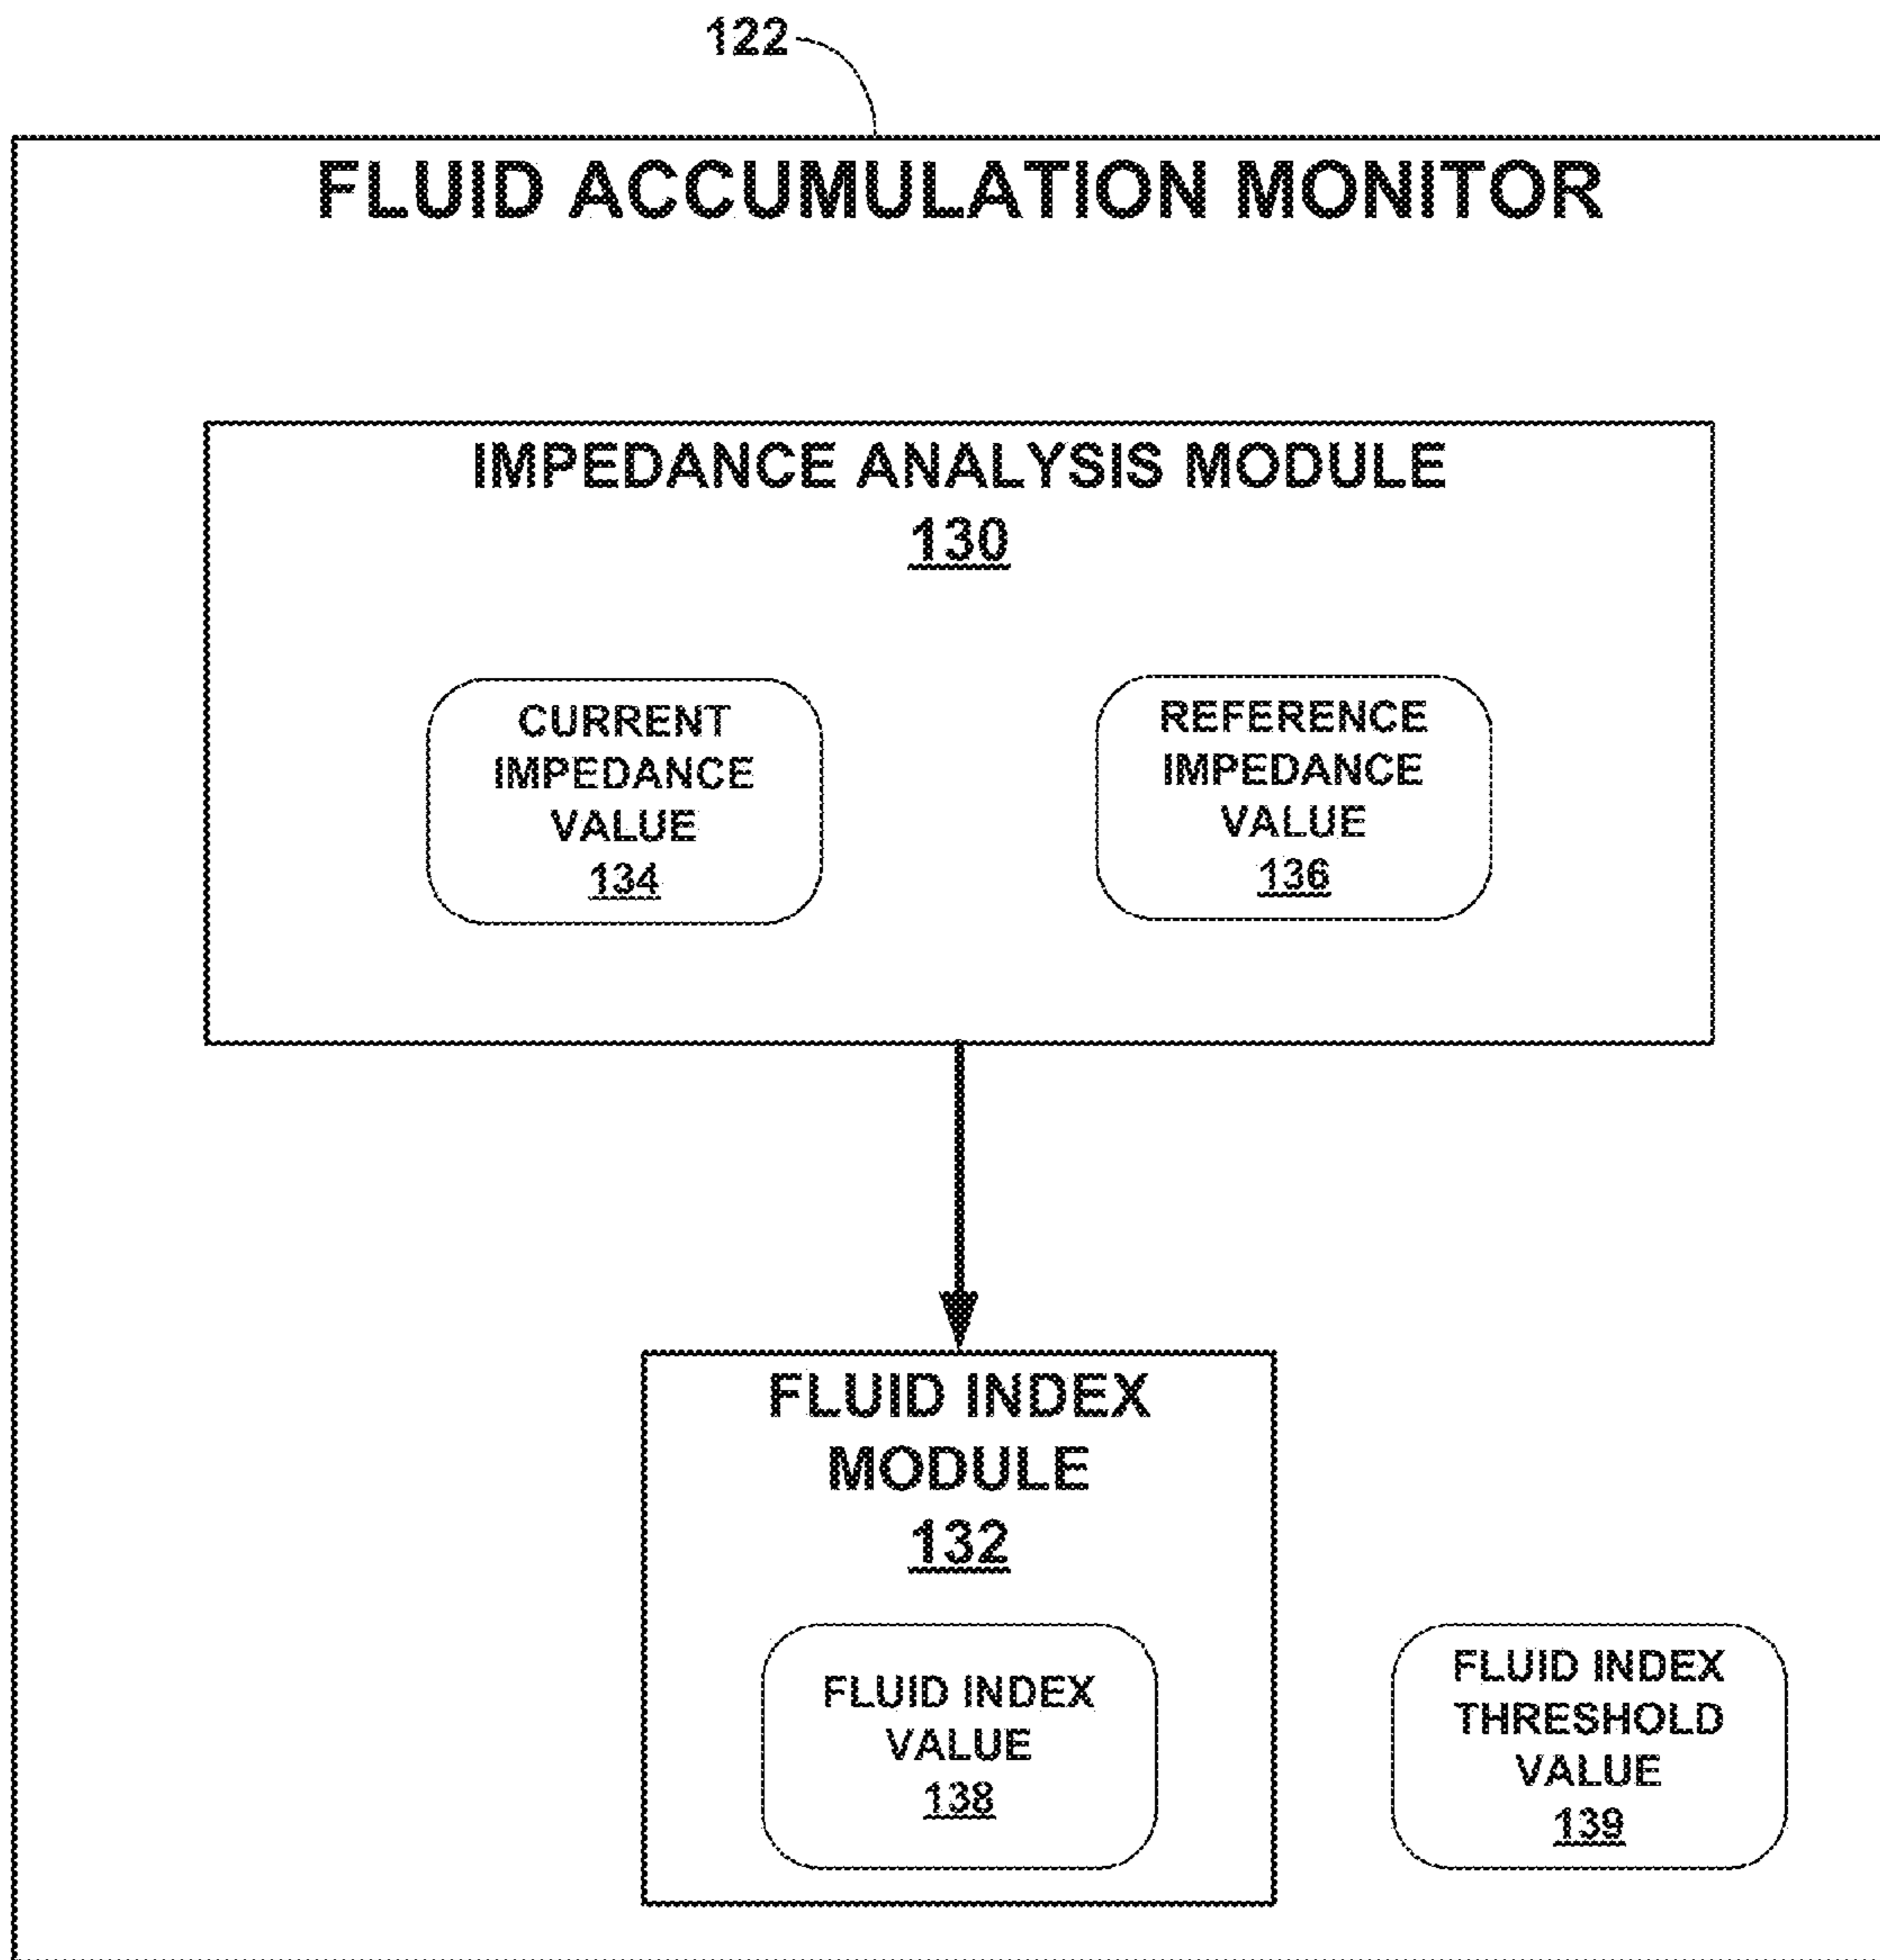 122
FLUID ACCUMULATION MONITOR
IMPEDANCE ANALYSIS MODULE
130
CURRENT
IMPEDANCE
VALUE
134
REFERENCE
IMPEDANCE
VALUE
136
FLUID INDEX
MODULE
132
FLUID INDEX
VALUE
138
FLUID INDEX
THRESHOLD
VALUE
139